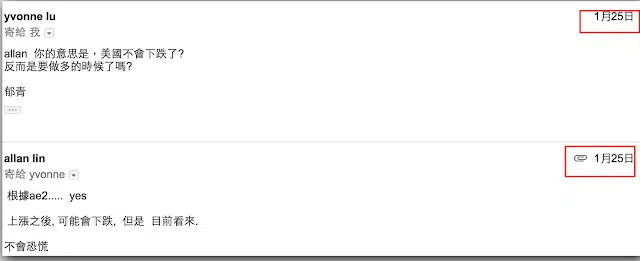 yvonne lu
1月25日
寄給 我
allan 你的意思是，美國不會下跌了?
反而是要做多的時候了嗎?
郁青
allan lin
1月25日
寄給 yvonne
根據ae2..... yes
上漲之後, 可能會下跌, 但是 目前看來.
不會恐慌